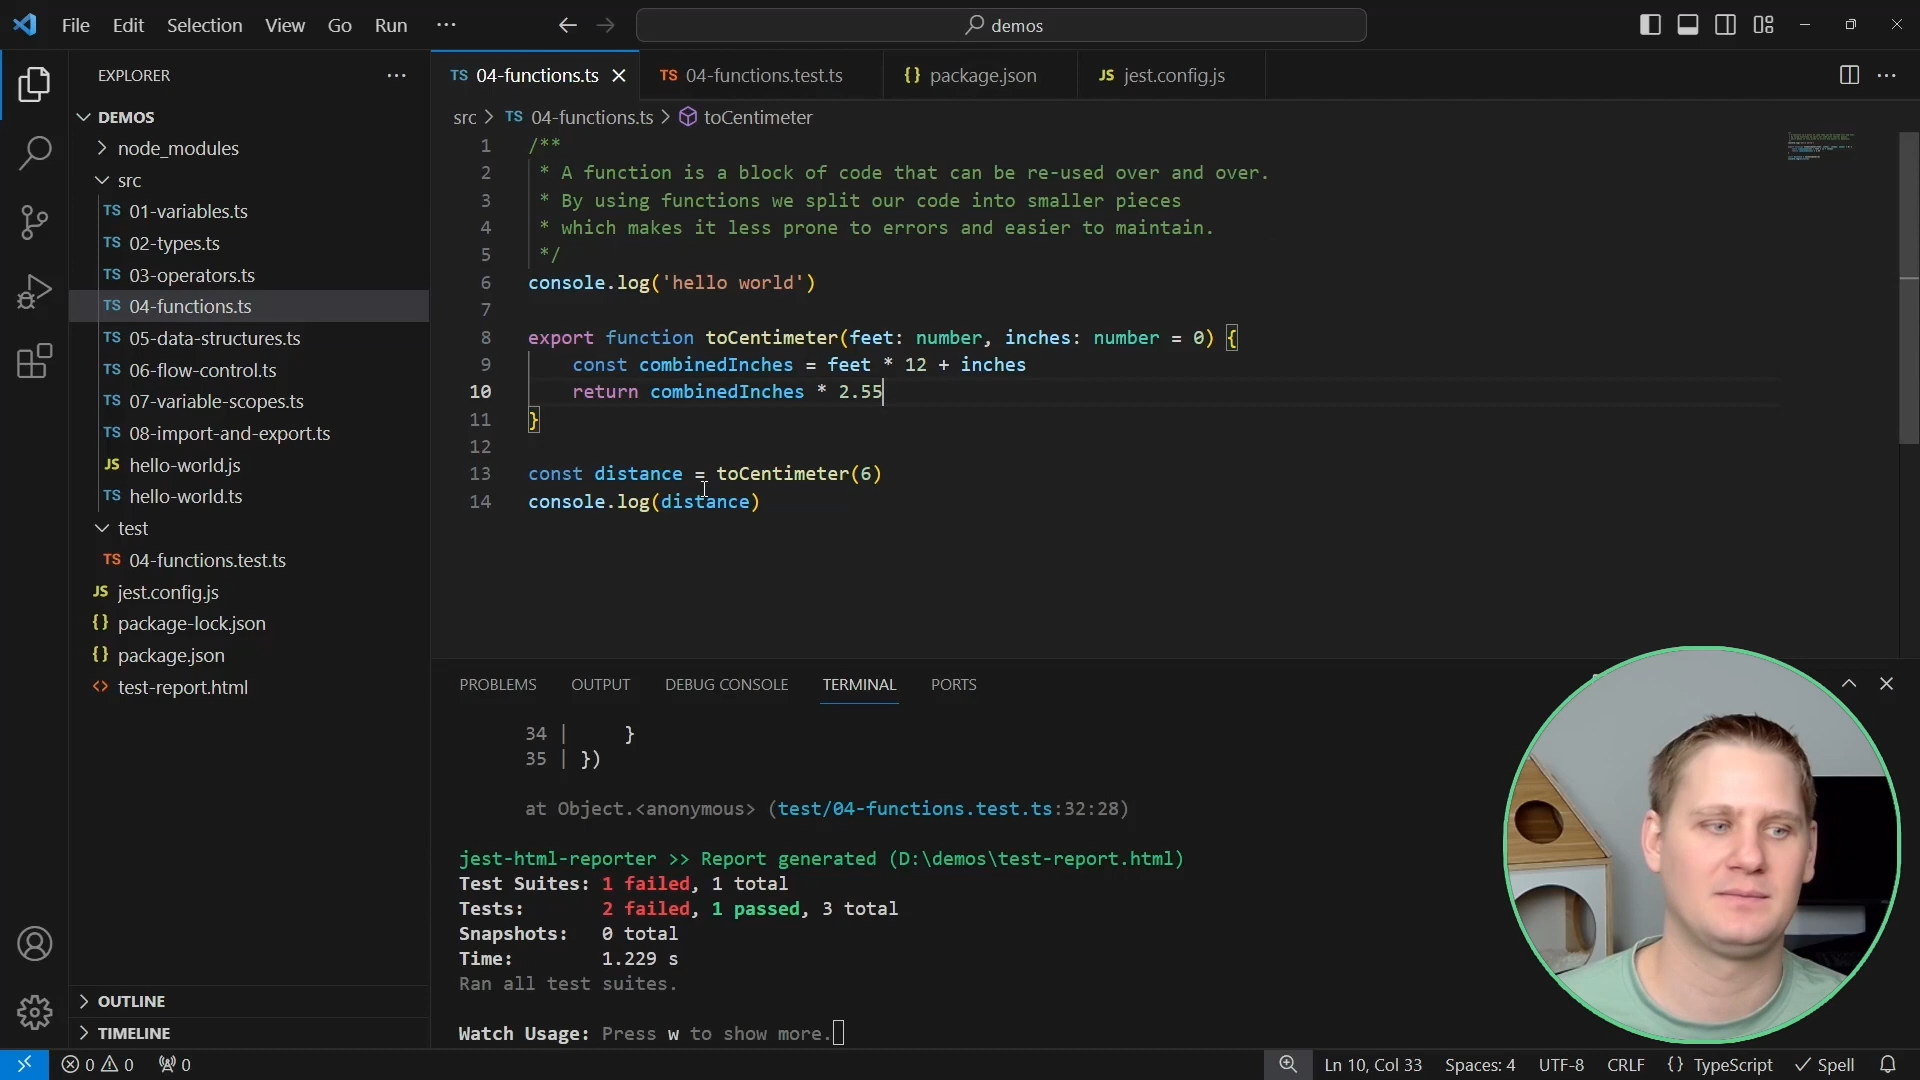 File Edit Selection View Go Run ··· demos
EXPLORER ···
DEMOS
node_modules
src
TS 01-variables.ts
TS 02-types.ts
TS 03-operators.ts
TS 04-functions.ts
TS 05-data-structures.ts
TS 06-flow-control.ts
TS 07-variable-scopes.ts
TS 08-import-and-export.ts
JS hello-world.js
TS hello-world.ts
test
TS 04-functions.test.ts
JS jest.config.js
{} package-lock.json
{} package.json
<> test-report.html
OUTLINE
TIMELINE
TS 04-functions.ts TS 04-functions.test.ts {} package.json JS jest.config.js
src > TS 04-functions.ts > toCentimeter
1 /**
2 * A function is a block of code that can be re-used over and over.
3 * By using functions we split our code into smaller pieces
4 * which makes it less prone to errors and easier to maintain.
5 */
6 console.log('hello world')
7
8 export function toCentimeter(feet: number, inches: number = 0) {
9 const combinedInches = feet * 12 + inches
10 return combinedInches * 2.55
11 }
12
13 const distance = toCentimeter(6)
14 console.log(distance)
PROBLEMS OUTPUT DEBUG CONSOLE TERMINAL PORTS
34 | }
35 | })
at Object.<anonymous> (test/04-functions.test.ts:32:28)
jest-html-reporter >> Report generated (D:\demos\test-report.html)
Test Suites: 1 failed, 1 total
Tests: 2 failed, 1 passed, 3 total
Snapshots: 0 total
Time: 1.229 s
Ran all test suites.
Watch Usage: Press w to show more.
0 0 0 Ln 10, Col 33 Spaces: 4 UTF-8 CRLF {} TypeScript Spell